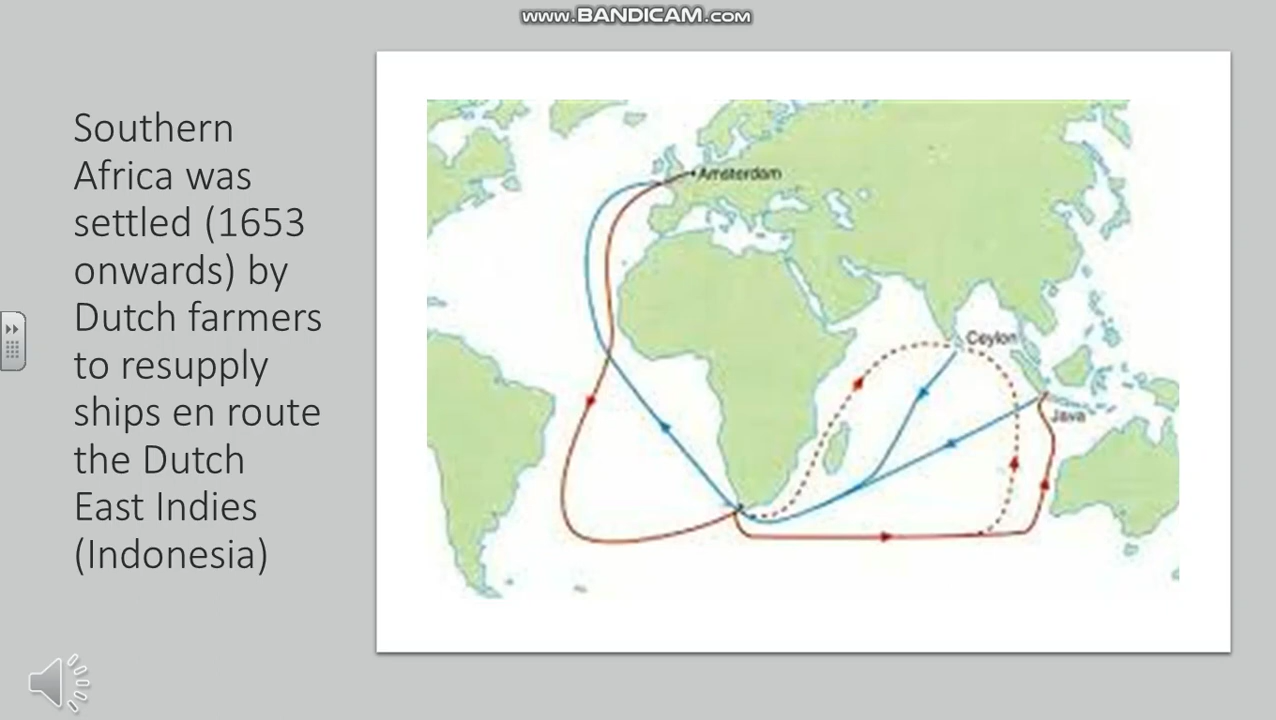 www.BANDICAM.com
Southern
Africa was
settled (1653
onwards) by
Dutch farmers
to resupply
ships en route
the Dutch
East Indies
(Indonesia)
Amsterdam
Ceylon
Java